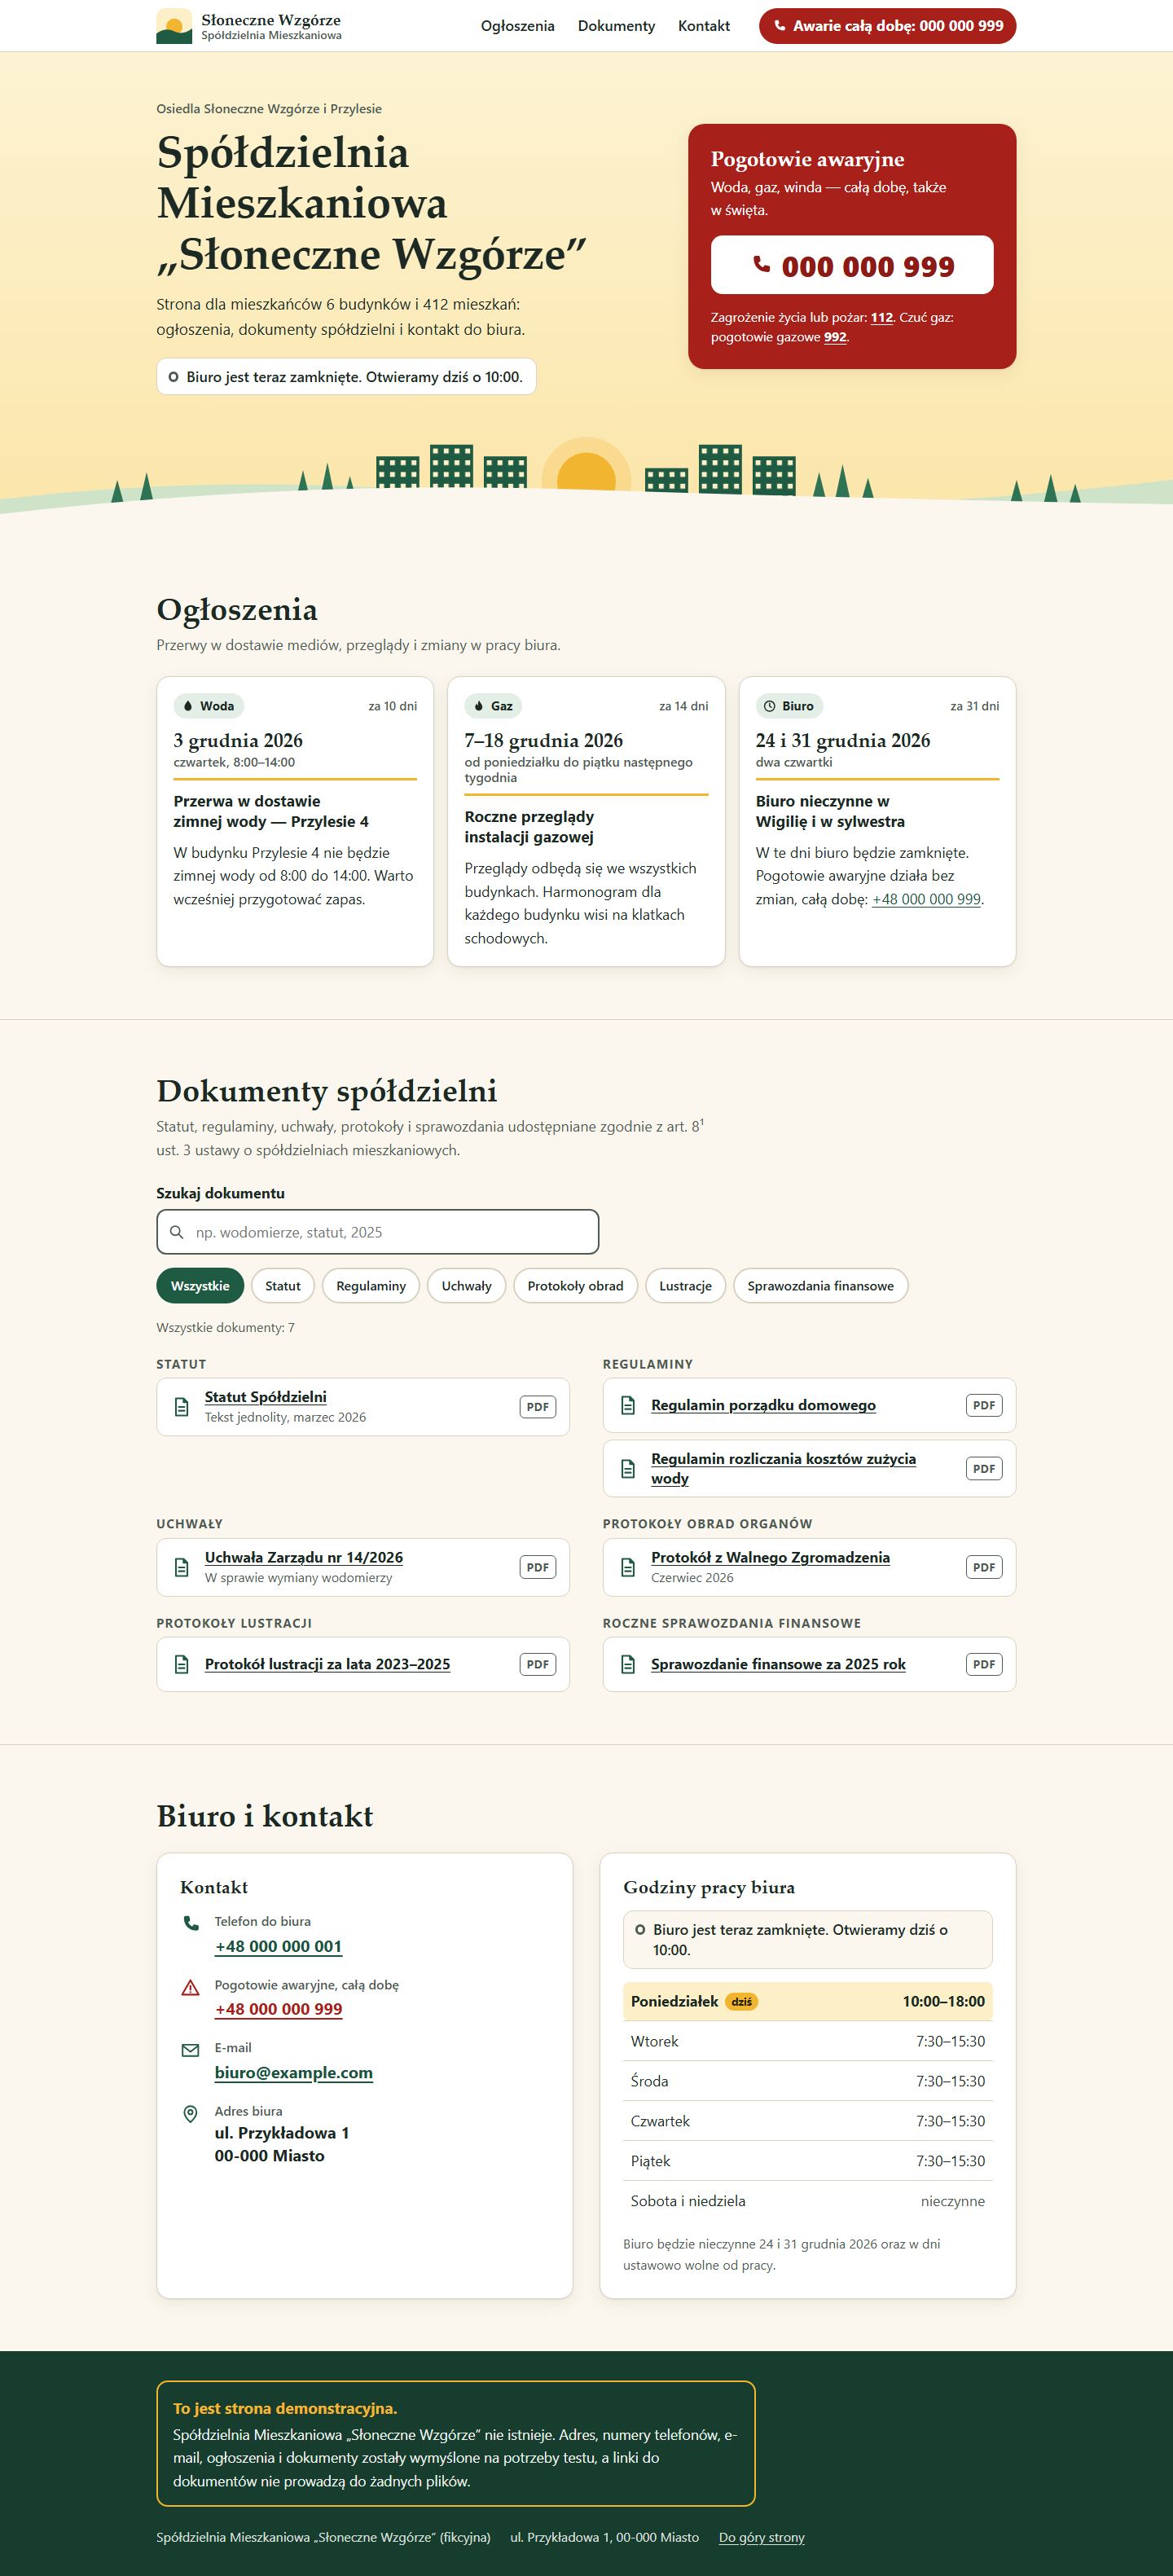 Słoneczne Wzgórze
Spółdzielnia Mieszkaniowa
Ogłoszenia
Dokumenty
Kontakt
Awarie całą dobę: 000 000 999
Osiedla Słoneczne Wzgórze i Przylesie
Spółdzielnia
Mieszkaniowa
„Słoneczne Wzgórze”
Strona dla mieszkańców 6 budynków i 412 mieszkań:
ogłoszenia, dokumenty spółdzielni i kontakt do biura.
Biuro jest teraz zamknięte. Otwieramy dziś o 10:00.
Pogotowie awaryjne
Woda, gaz, winda — całą dobę, także
w święta.
000 000 999
Zagrożenie życia lub pożar: 112. Czuć gaz:
pogotowie gazowe 992.
Ogłoszenia
Przerwy w dostawie mediów, przeglądy i zmiany w pracy biura.
Woda
za 10 dni
3 grudnia 2026
czwartek, 8:00–14:00
Przerwa w dostawie
zimnej wody — Przylesie 4
W budynku Przylesie 4 nie będzie
zimnej wody od 8:00 do 14:00. Warto
wcześniej przygotować zapas.
Gaz
za 14 dni
7–18 grudnia 2026
od poniedziałku do piątku następnego
tygodnia
Roczne przeglądy
instalacji gazowej
Przeglądy odbędą się we wszystkich
budynkach. Harmonogram dla
każdego budynku wisi na klatkach
schodowych.
Biuro
za 31 dni
24 i 31 grudnia 2026
dwa czwartki
Biuro nieczynne w
Wigilię i w sylwestra
W te dni biuro będzie zamknięte.
Pogotowie awaryjne działa bez
zmian, całą dobę: +48 000 000 999.
Dokumenty spółdzielni
Statut, regulaminy, uchwały, protokoły i sprawozdania udostępniane zgodnie z art. 8¹
ust. 3 ustawy o spółdzielniach mieszkaniowych.
Szukaj dokumentu
np. wodomierze, statut, 2025
Wszystkie
Statut
Regulaminy
Uchwały
Protokoły obrad
Lustracje
Sprawozdania finansowe
Wszystkie dokumenty: 7
STATUT
Statut Spółdzielni
Tekst jednolity, marzec 2026
PDF
REGULAMINY
Regulamin porządku domowego
PDF
Regulamin rozliczania kosztów zużycia
wody
PDF
UCHWAŁY
Uchwała Zarządu nr 14/2026
W sprawie wymiany wodomierzy
PDF
PROTOKOŁY OBRAD ORGANÓW
Protokół z Walnego Zgromadzenia
Czerwiec 2026
PDF
PROTOKOŁY LUSTRACJI
Protokół lustracji za lata 2023–2025
PDF
ROCZNE SPRAWOZDANIA FINANSOWE
Sprawozdanie finansowe za 2025 rok
PDF
Biuro i kontakt
Kontakt
Telefon do biura
+48 000 000 001
Pogotowie awaryjne, całą dobę
+48 000 000 999
E-mail
biuro@example.com
Adres biura
ul. Przykładowa 1
00-000 Miasto
Godziny pracy biura
Biuro jest teraz zamknięte. Otwieramy dziś o
10:00.
Poniedziałek dziś 10:00–18:00
Wtorek 7:30–15:30
Środa 7:30–15:30
Czwartek 7:30–15:30
Piątek 7:30–15:30
Sobota i niedziela nieczynne
Biuro będzie nieczynne 24 i 31 grudnia 2026 oraz w dni
ustawowo wolne od pracy.
To jest strona demonstracyjna.
Spółdzielnia Mieszkaniowa „Słoneczne Wzgórze” nie istnieje. Adres, numery telefonów, e-
mail, ogłoszenia i dokumenty zostały wymyślone na potrzeby testu, a linki do
dokumentów nie prowadzą do żadnych plików.
Spółdzielnia Mieszkaniowa „Słoneczne Wzgórze” (fikcyjna)
ul. Przykładowa 1, 00-000 Miasto
Do góry strony